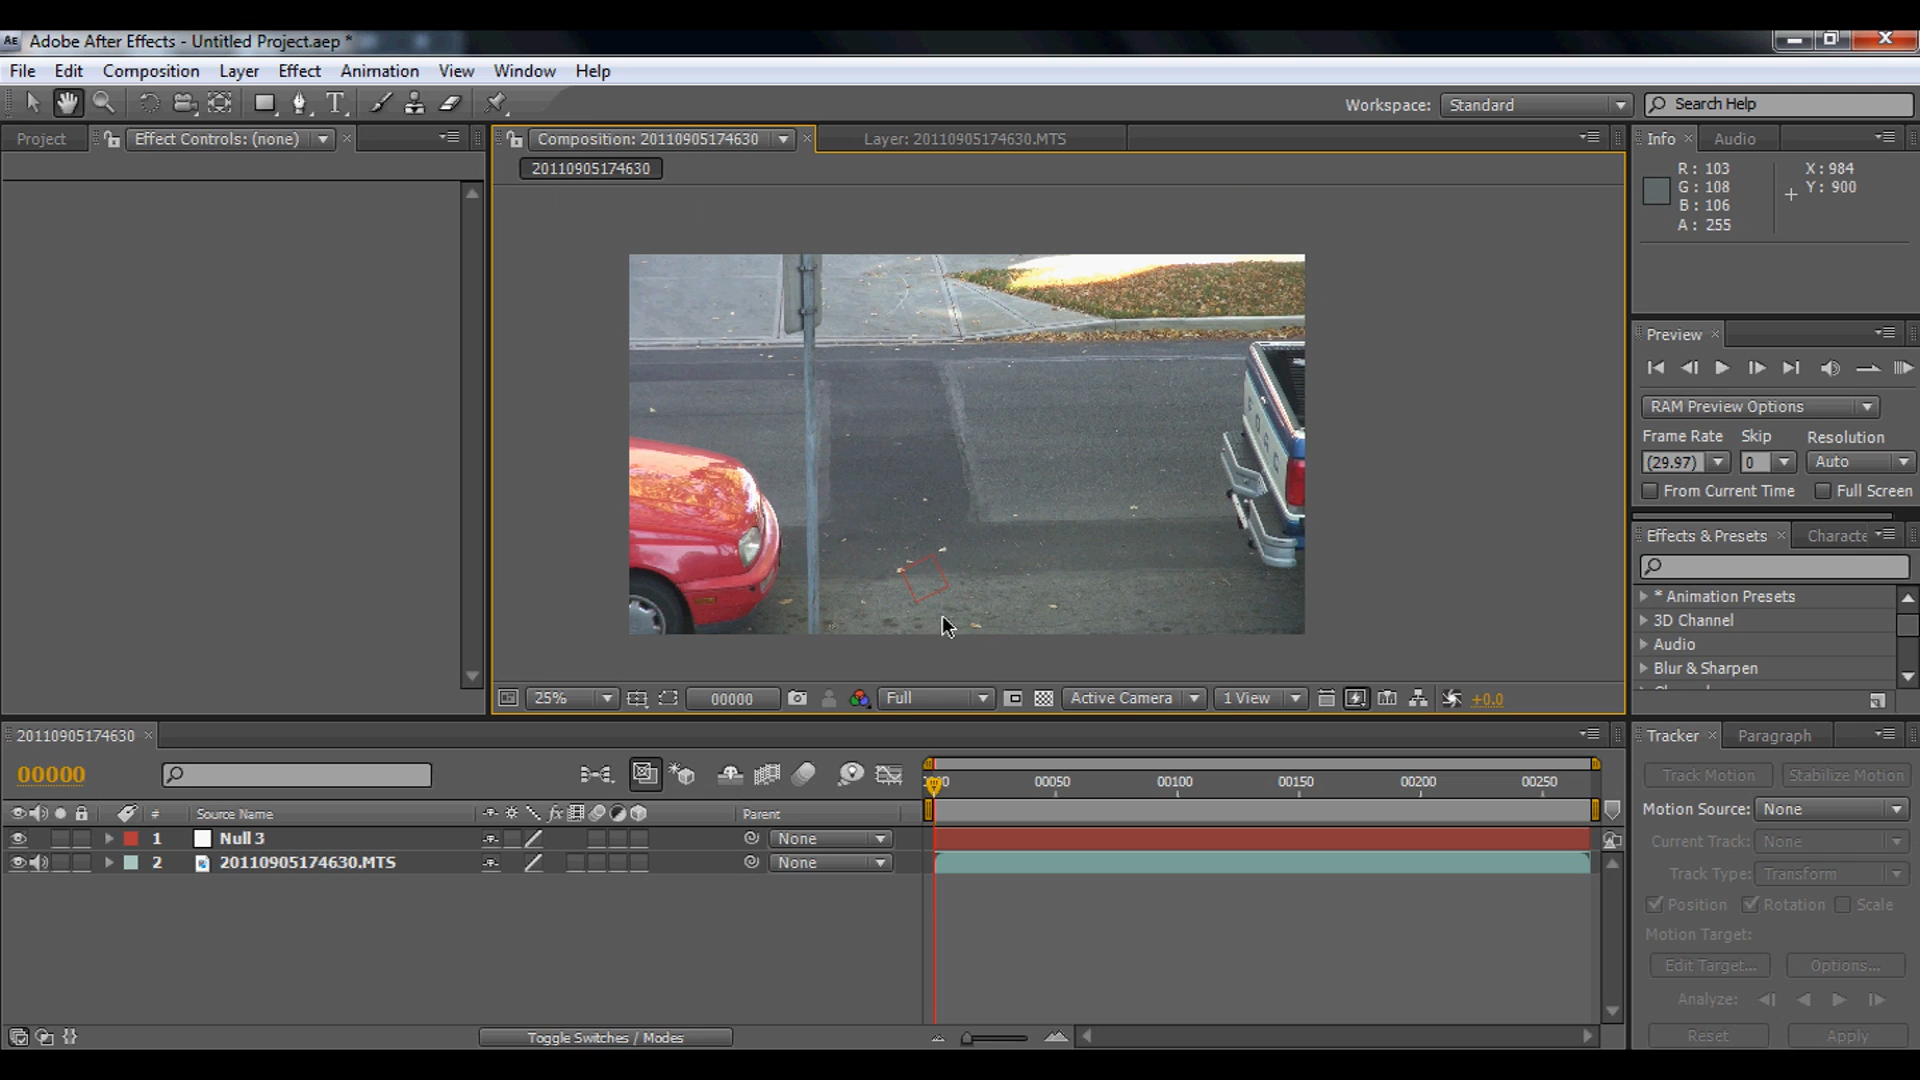 AE Adobe After Effects - Untitled Project.aep *
File Edit Composition Layer Effect Animation View Window Help
Workspace: Standard Search Help
Project Effect Controls: (none) Composition: 20110905174630 Layer: 20110905174630.MTS Info Audio
20110905174630
R: 103 X: 984
G: 108 Y: 900
B: 106
A: 255
Preview
RAM Preview Options
Frame Rate Skip Resolution
(29.97) 0 Auto
From Current Time Full Screen
Effects & Presets Characte
* Animation Presets
3D Channel
Audio
Blur & Sharpen
25% 00000 Full Active Camera 1 View +0.0
20110905174630
Tracker Paragraph
00000
00050 00100 00150 00200 00250
Track Motion Stabilize Motion
Motion Source: None
# Source Name Parent
1 Null 3 None
2 20110905174630.MTS None
Current Track: None
Track Type: Transform
Position Rotation Scale
Motion Target:
Edit Target... Options...
Analyze:
Toggle Switches / Modes
Reset Apply